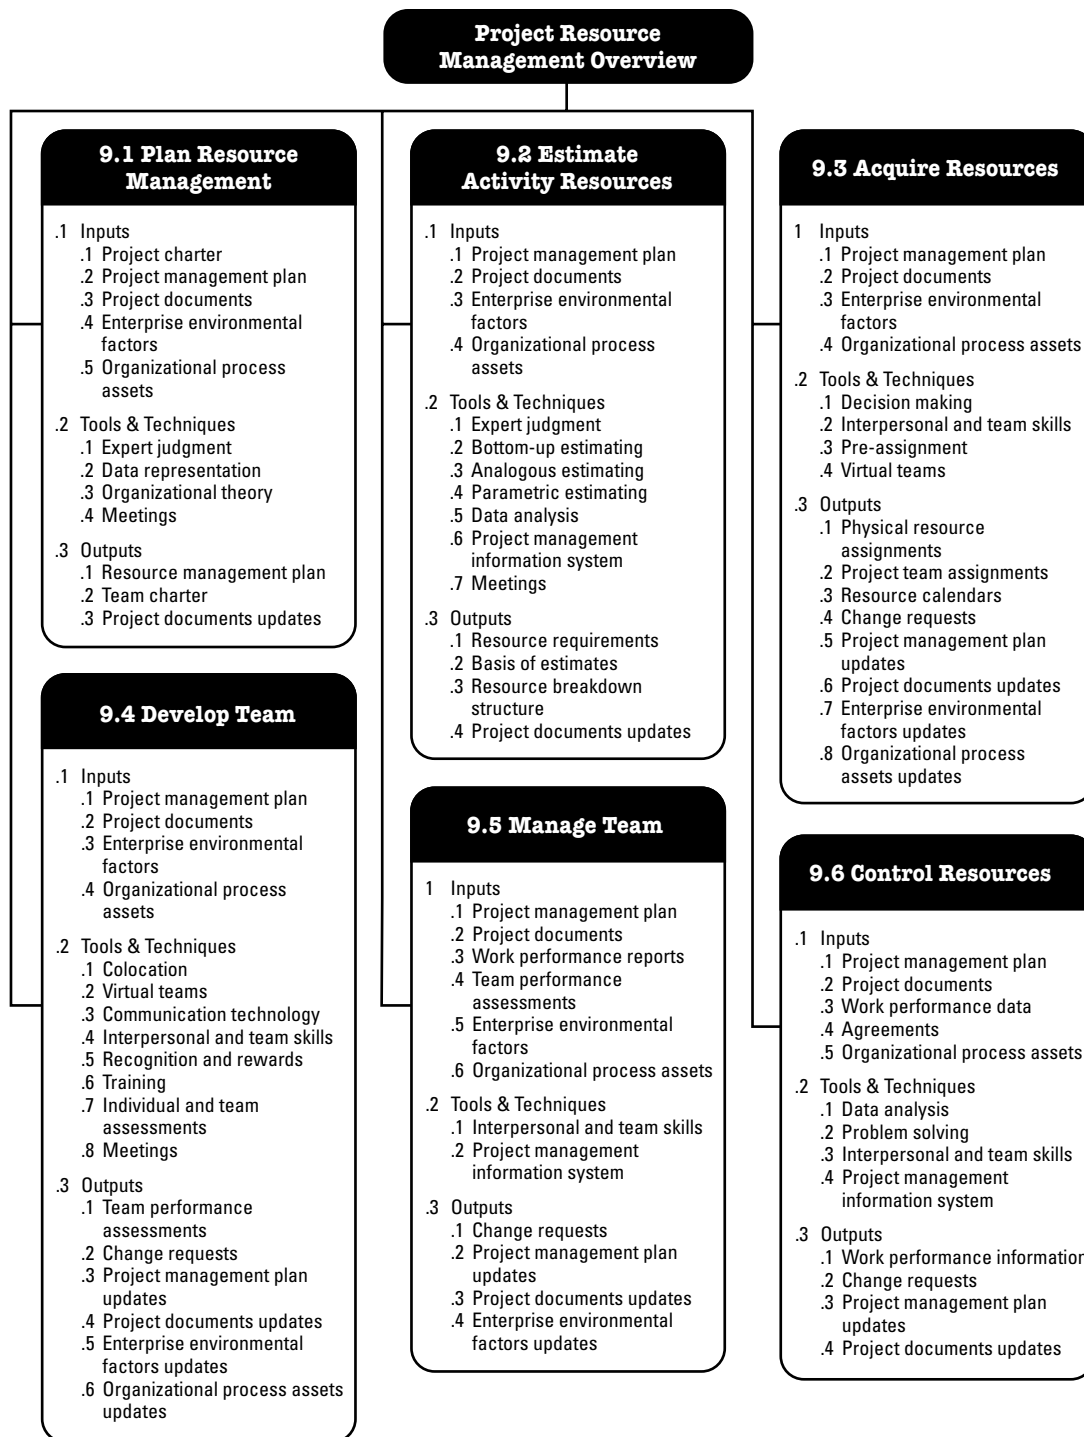 Project Resource
Management Overview
9.1 Plan Resource
Management
.1 Inputs
.1 Project charter
.2 Project management plan
.3 Project documents
.4 Enterprise environmental
factors
.5 Organizational process
assets
.2 Tools & Techniques
.1 Expert judgment
.2 Data representation
.3 Organizational theory
.4 Meetings
.3 Outputs
.1 Resource management plan
.2 Team charter
.3 Project documents updates
9.2 Estimate
Activity Resources
.1 Inputs
.1 Project management plan
.2 Project documents
.3 Enterprise environmental
factors
.4 Organizational process
assets
.2 Tools & Techniques
.1 Expert judgment
.2 Bottom-up estimating
.3 Analogous estimating
.4 Parametric estimating
.5 Data analysis
.6 Project management
information system
.7 Meetings
.3 Outputs
.1 Resource requirements
.2 Basis of estimates
.3 Resource breakdown
structure
.4 Project documents updates
9.3 Acquire Resources
1 Inputs
.1 Project management plan
.2 Project documents
.3 Enterprise environmental
factors
.4 Organizational process assets
.2 Tools & Techniques
.1 Decision making
.2 Interpersonal and team skills
.3 Pre-assignment
.4 Virtual teams
.3 Outputs
.1 Physical resource
assignments
.2 Project team assignments
.3 Resource calendars
.4 Change requests
.5 Project management plan
updates
.6 Project documents updates
.7 Enterprise environmental
factors updates
.8 Organizational process
assets updates
9.4 Develop Team
.1 Inputs
.1 Project management plan
.2 Project documents
.3 Enterprise environmental
factors
.4 Organizational process
assets
.2 Tools & Techniques
.1 Colocation
.2 Virtual teams
.3 Communication technology
.4 Interpersonal and team skills
.5 Recognition and rewards
.6 Training
.7 Individual and team
assessments
.8 Meetings
.3 Outputs
.1 Team performance
assessments
.2 Change requests
.3 Project management plan
updates
.4 Project documents updates
.5 Enterprise environmental
factors updates
.6 Organizational process assets
updates
9.5 Manage Team
1 Inputs
.1 Project management plan
.2 Project documents
.3 Work performance reports
.4 Team performance
assessments
.5 Enterprise environmental
factors
.6 Organizational process assets
.2 Tools & Techniques
.1 Interpersonal and team skills
.2 Project management
information system
.3 Outputs
.1 Change requests
.2 Project management plan
updates
.3 Project documents updates
.4 Enterprise environmental
factors updates
9.6 Control Resources
.1 Inputs
.1 Project management plan
.2 Project documents
.3 Work performance data
.4 Agreements
.5 Organizational process assets
.2 Tools & Techniques
.1 Data analysis
.2 Problem solving
.3 Interpersonal and team skills
.4 Project management
information system
.3 Outputs
.1 Work performance information
.2 Change requests
.3 Project management plan
updates
.4 Project documents updates